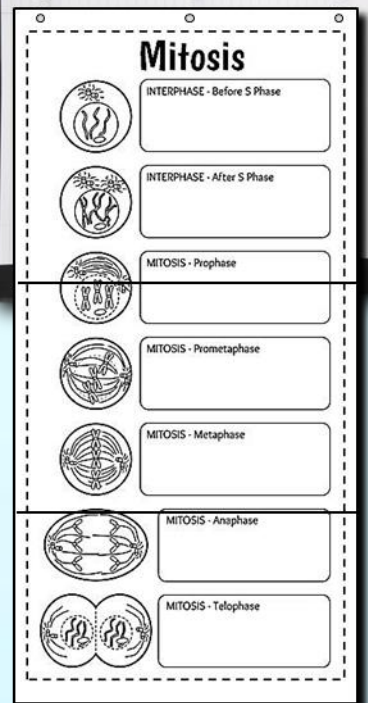 Mitosis
INTERPHASE - Before S Phase
INTERPHASE - After S Phase
MITOSIS - Prophase
MITOSIS - Prometaphase
MITOSIS - Metaphase
MITOSIS - Anaphase
MITOSIS - Telophase